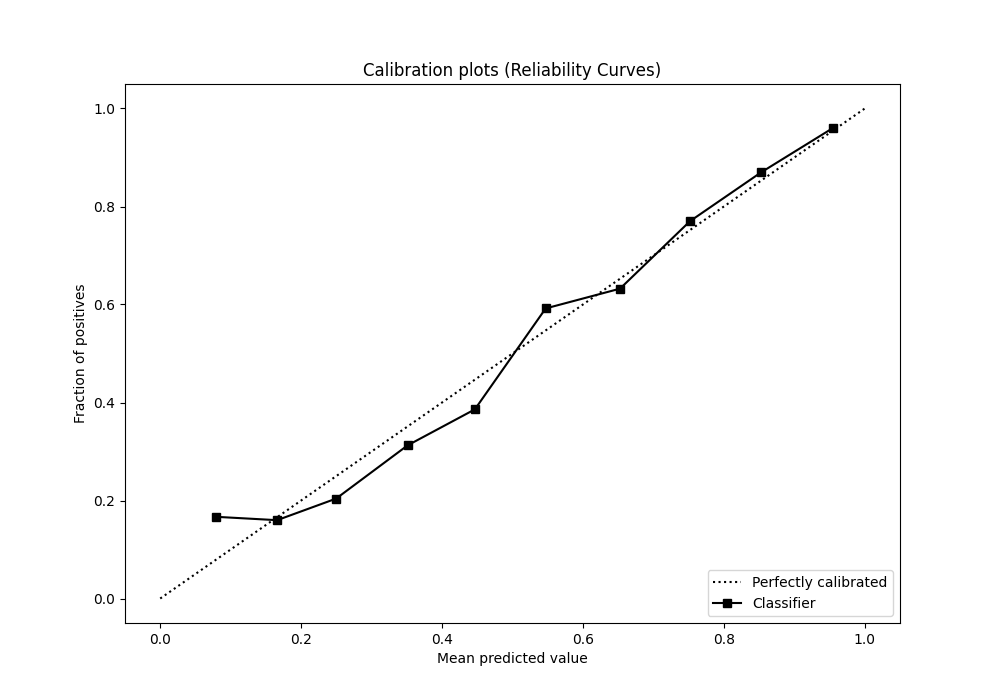 Calibration plots (Reliability Curves)
1.0
0.8
0.6
0.4
0.2
0.0
Fraction of positives
0.0 0.2 0.4 0.6 0.8 1.0
Mean predicted value
Perfectly calibrated
Classifier